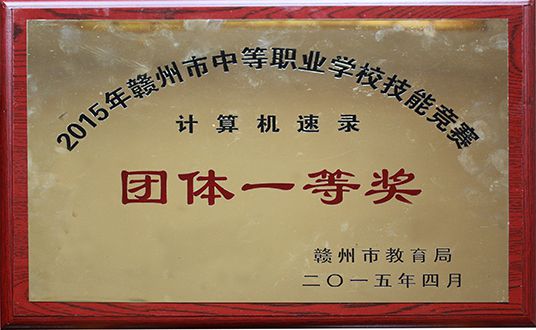 2015年赣州市中等职业学校技能竞赛
计算机速录
团体一等奖
赣州市教育局
二〇一五年四月